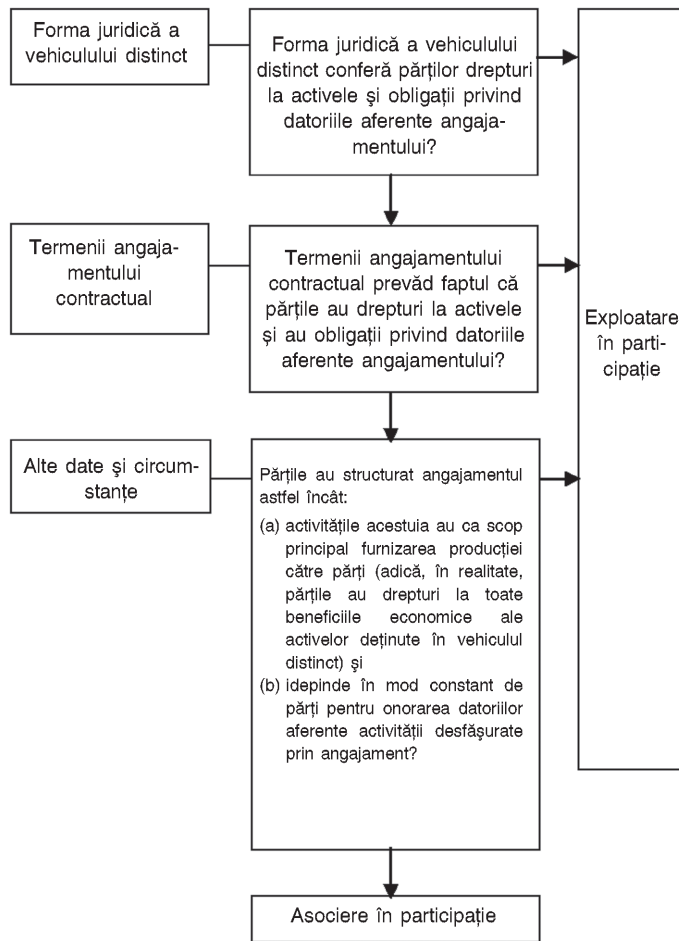 Forma juridică a
vehiculului distinct
Forma juridică a vehiculului
distinct conferă părților drepturi
la activele și obligații privind
datoriile aferente angaja-
mentului?
Termenii angaja-
mentului
contractual
Termenii angajamentului
contractual prevăd faptul că
părțile au drepturi la activele
și au obligații privind datoriile
aferente angajamentului?
Exploatare
în parti-
cipație
Alte date și circum-
stanțe
Părțile au structurat angajamentul
astfel încât:
(a) activitățile acestuia au ca scop
principal furnizarea producției
către părți (adică, în realitate,
părțile au drepturi la toate
beneficiile economice ale
activelor deținute în vehiculul
distinct) și
(b) idepinde în mod constant de
părți pentru onorarea datoriilor
aferente activității desfășurate
prin angajament?
Asociere în participație